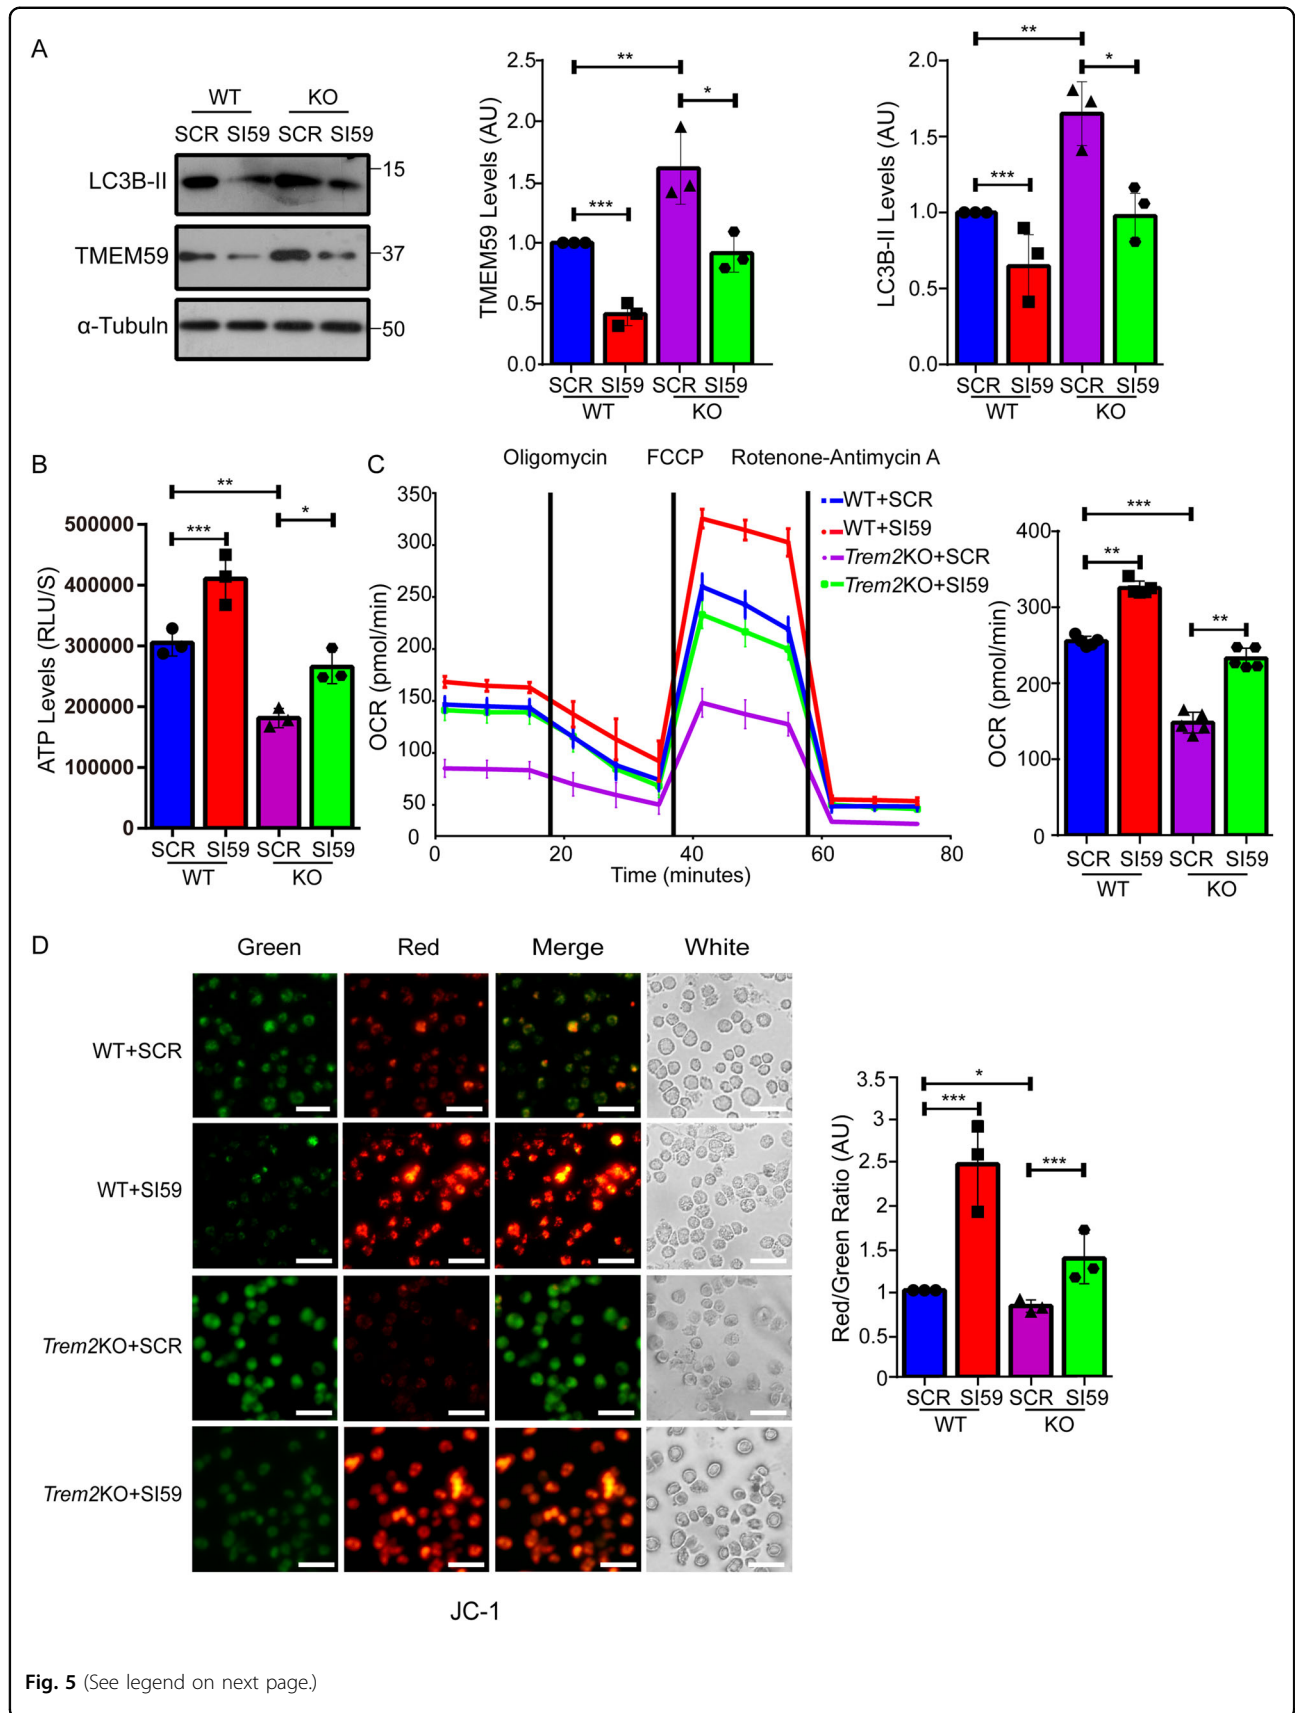 A
WT KO
SCR SI59 SCR SI59
LC3B-II
15
TMEM59
37
α-Tubuln
50
TMEM59 Levels (AU)
2.5
2.0
1.5
1.0
0.5
0.0
**
*
***
SCR SI59 SCR SI59
WT KO
LC3B-II Levels (AU)
2.0
1.5
1.0
0.5
0.0
**
*
***
SCR SI59 SCR SI59
WT KO
B
ATP Levels (RLU/S)
500000
400000
300000
200000
100000
0
**
***
*
SCR SI59 SCR SI59
WT KO
C
Oligomycin FCCP Rotenone-Antimycin A
OCR (pmol/min)
350
300
250
200
150
100
50
0
0 20 40 60 80
Time (minutes)
WT+SCR
WT+SI59
Trem2KO+SCR
Trem2KO+SI59
OCR (pmol/min)
400
300
200
100
0
***
**
**
SCR SI59 SCR SI59
WT KO
D
Green Red Merge White
WT+SCR
WT+SI59
Trem2KO+SCR
Trem2KO+SI59
JC-1
Red/Green Ratio (AU)
3.5
3
2.5
2
1.5
1
0.5
0
*
***
***
SCR SI59 SCR SI59
WT KO
Fig. 5 (See legend on next page.)